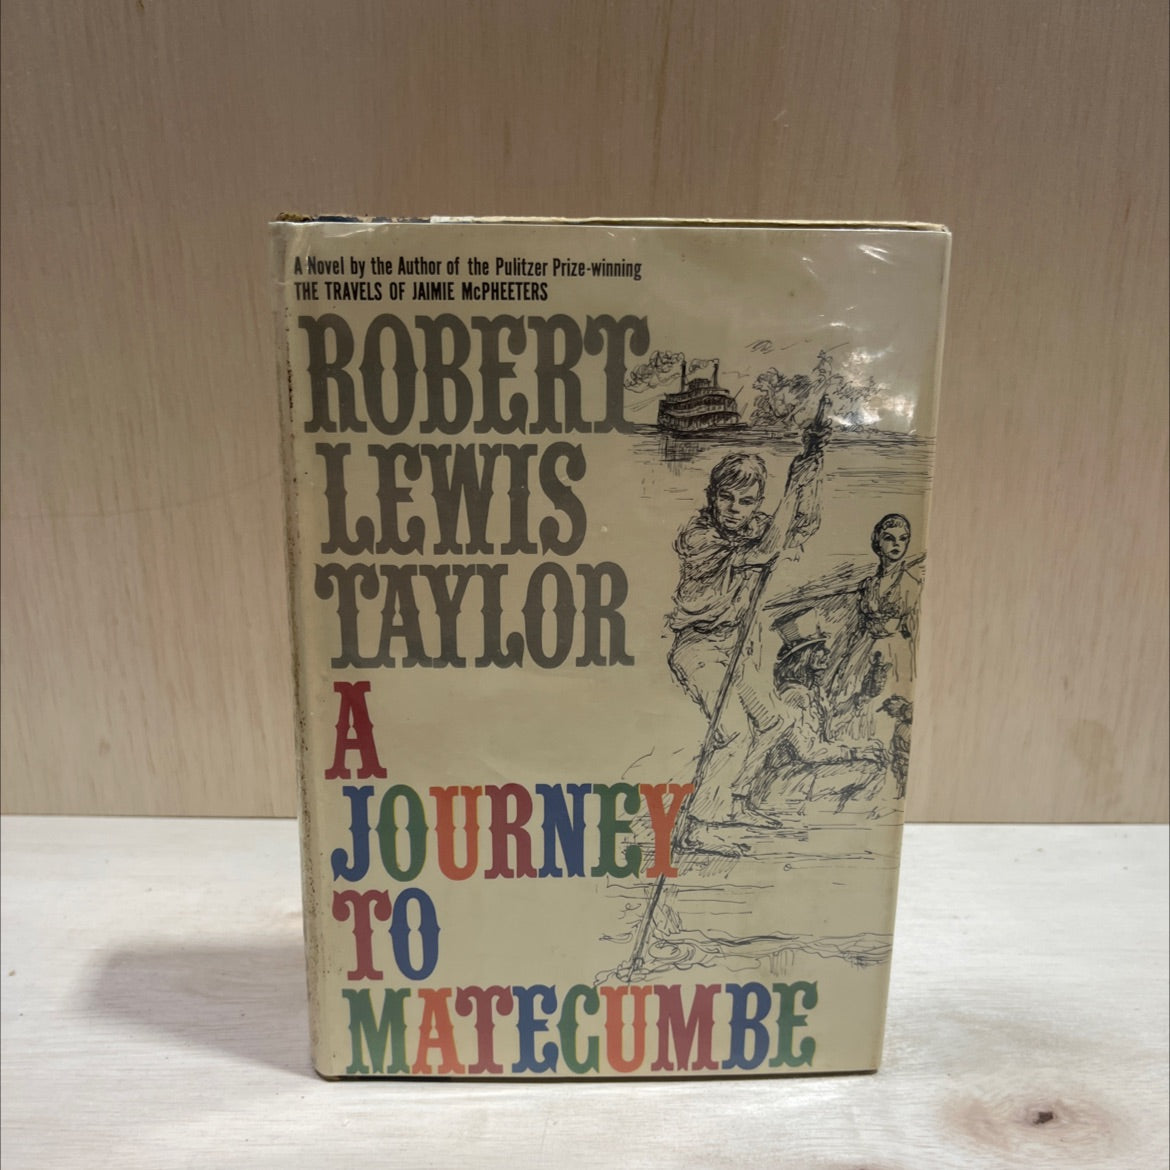 A Novel by the Author of the Pulitzer Prize-winning
THE TRAVELS OF JAIMIE McPHEETERS
ROBERT
LEWIS
TAYLOR
A
JOURNEY
TO
MATECUMBE